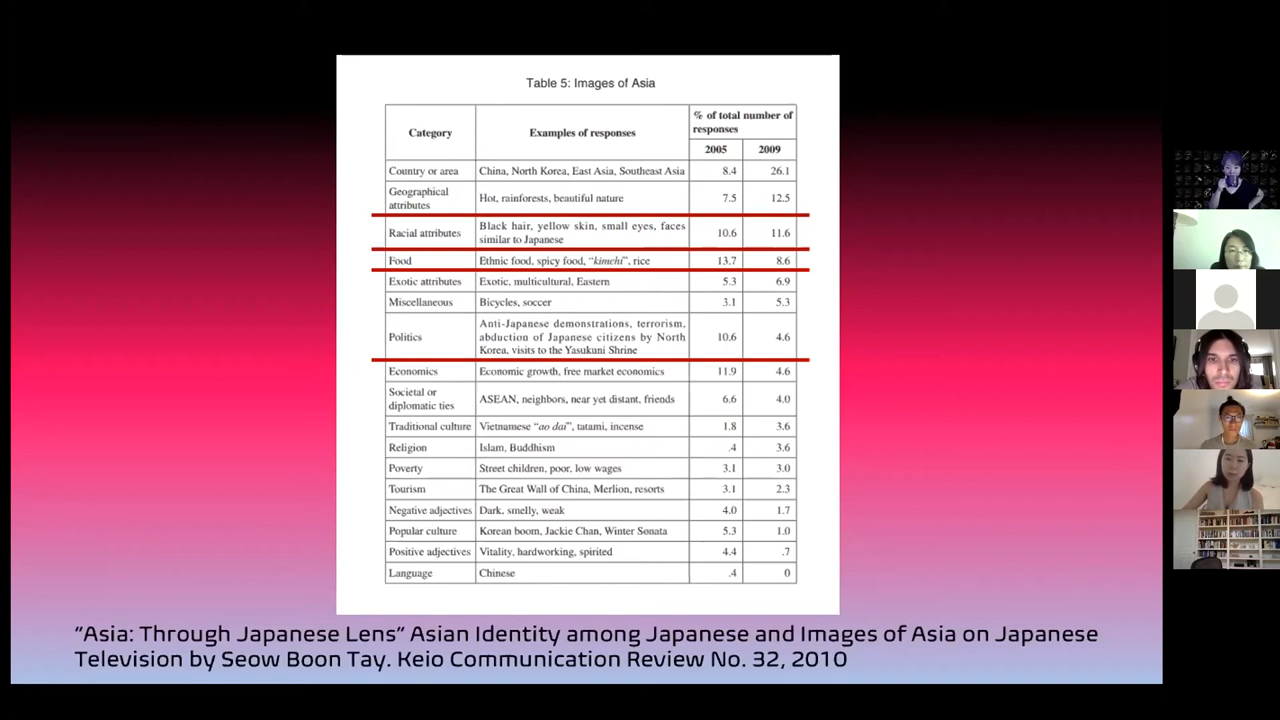 Table 5: Images of Asia
Category Examples of responses % of total number of
responses
2005 2009
Country or area China, North Korea, East Asia, Southeast Asia 8.4 26.1
Geographical
attributes Hot, rainforests, beautiful nature 7.5 12.5
Racial attributes Black hair, yellow skin, small eyes, faces
similar to Japanese 10.6 11.6
Food Ethnic food, spicy food, “kimchi”, rice 13.7 8.6
Exotic attributes Exotic, multicultural, Eastern 5.3 6.9
Miscellaneous Bicycles, soccer 3.1 5.3
Politics Anti-Japanese demonstrations, terrorism,
abduction of Japanese citizens by North
Korea, visits to the Yasukuni Shrine 10.6 4.6
Economics Economic growth, free market economics 11.9 4.6
Societal or
diplomatic ties ASEAN, neighbors, near yet distant, friends 6.6 4.0
Traditional culture Vietnamese “ao dai”, tatami, incense 1.8 3.6
Religion Islam, Buddhism .4 3.6
Poverty Street children, poor, low wages 3.1 3.0
Tourism The Great Wall of China, Merlion, resorts 3.1 2.3
Negative adjectives Dark, smelly, weak 4.0 1.7
Popular culture Korean boom, Jackie Chan, Winter Sonata 5.3 1.0
Positive adjectives Vitality, hardworking, spirited 4.4 .7
Language Chinese .4 0
“Asia: Through Japanese Lens” Asian Identity among Japanese and Images of Asia on Japanese
Television by Seow Boon Tay. Keio Communication Review No. 32, 2010